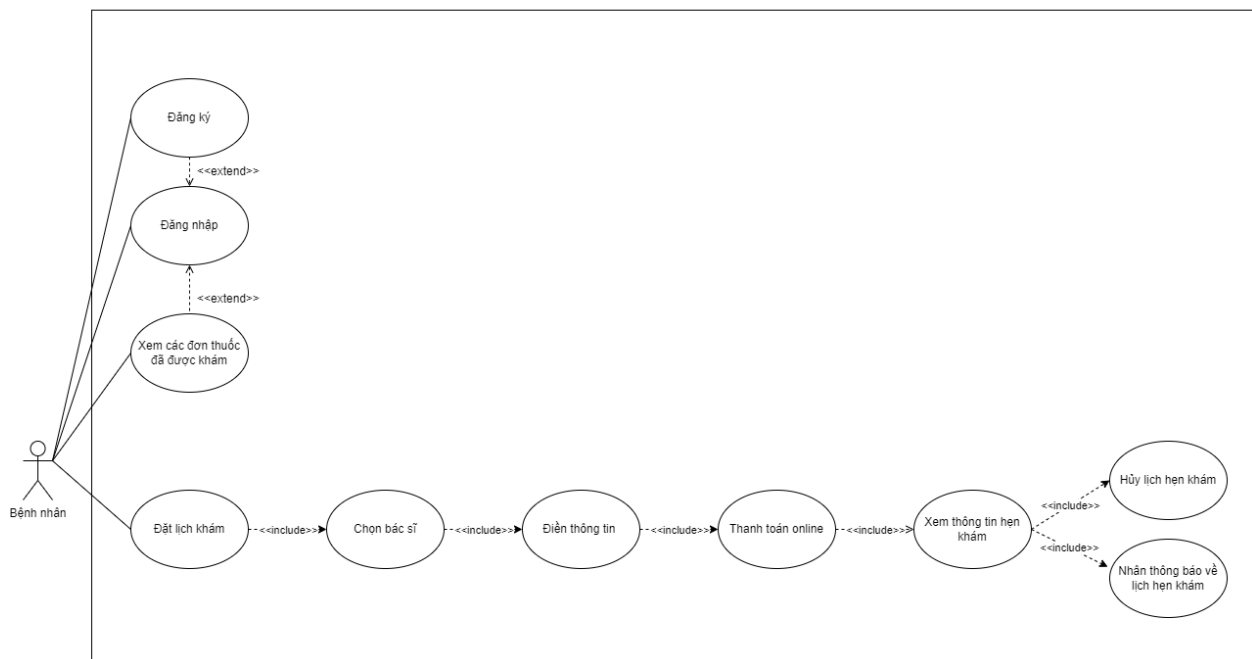 Đăng ký
<<extend>>
Đăng nhập
<<extend>>
Xem các đơn thuốc
đã được khám
Bệnh nhân
Đặt lịch khám
<<include>>
Chọn bác sĩ
<<include>>
Điền thông tin
<<include>>
Thanh toán online
<<include>>
Xem thông tin hẹn
khám
<<include>>
Hủy lịch hẹn khám
<<include>>
Nhân thông báo về
lịch hẹn khám